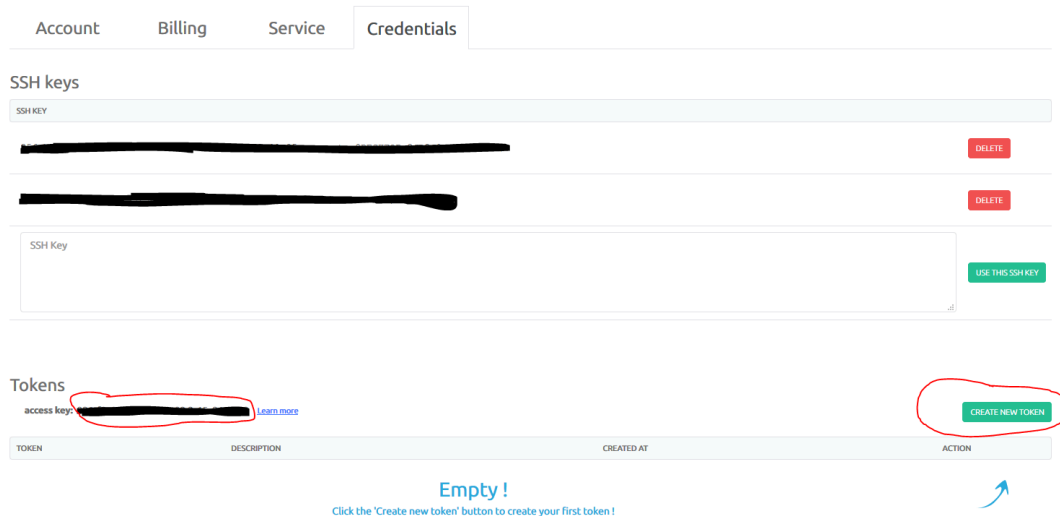 Account Billing Service Credentials
SSH keys
SSH KEY
DELETE
DELETE
SSH Key
USE THIS SSH KEY
Tokens
access key: Learn more
CREATE NEW TOKEN
TOKEN DESCRIPTION CREATED AT ACTION
Empty !
Click the 'Create new token' button to create your first token !